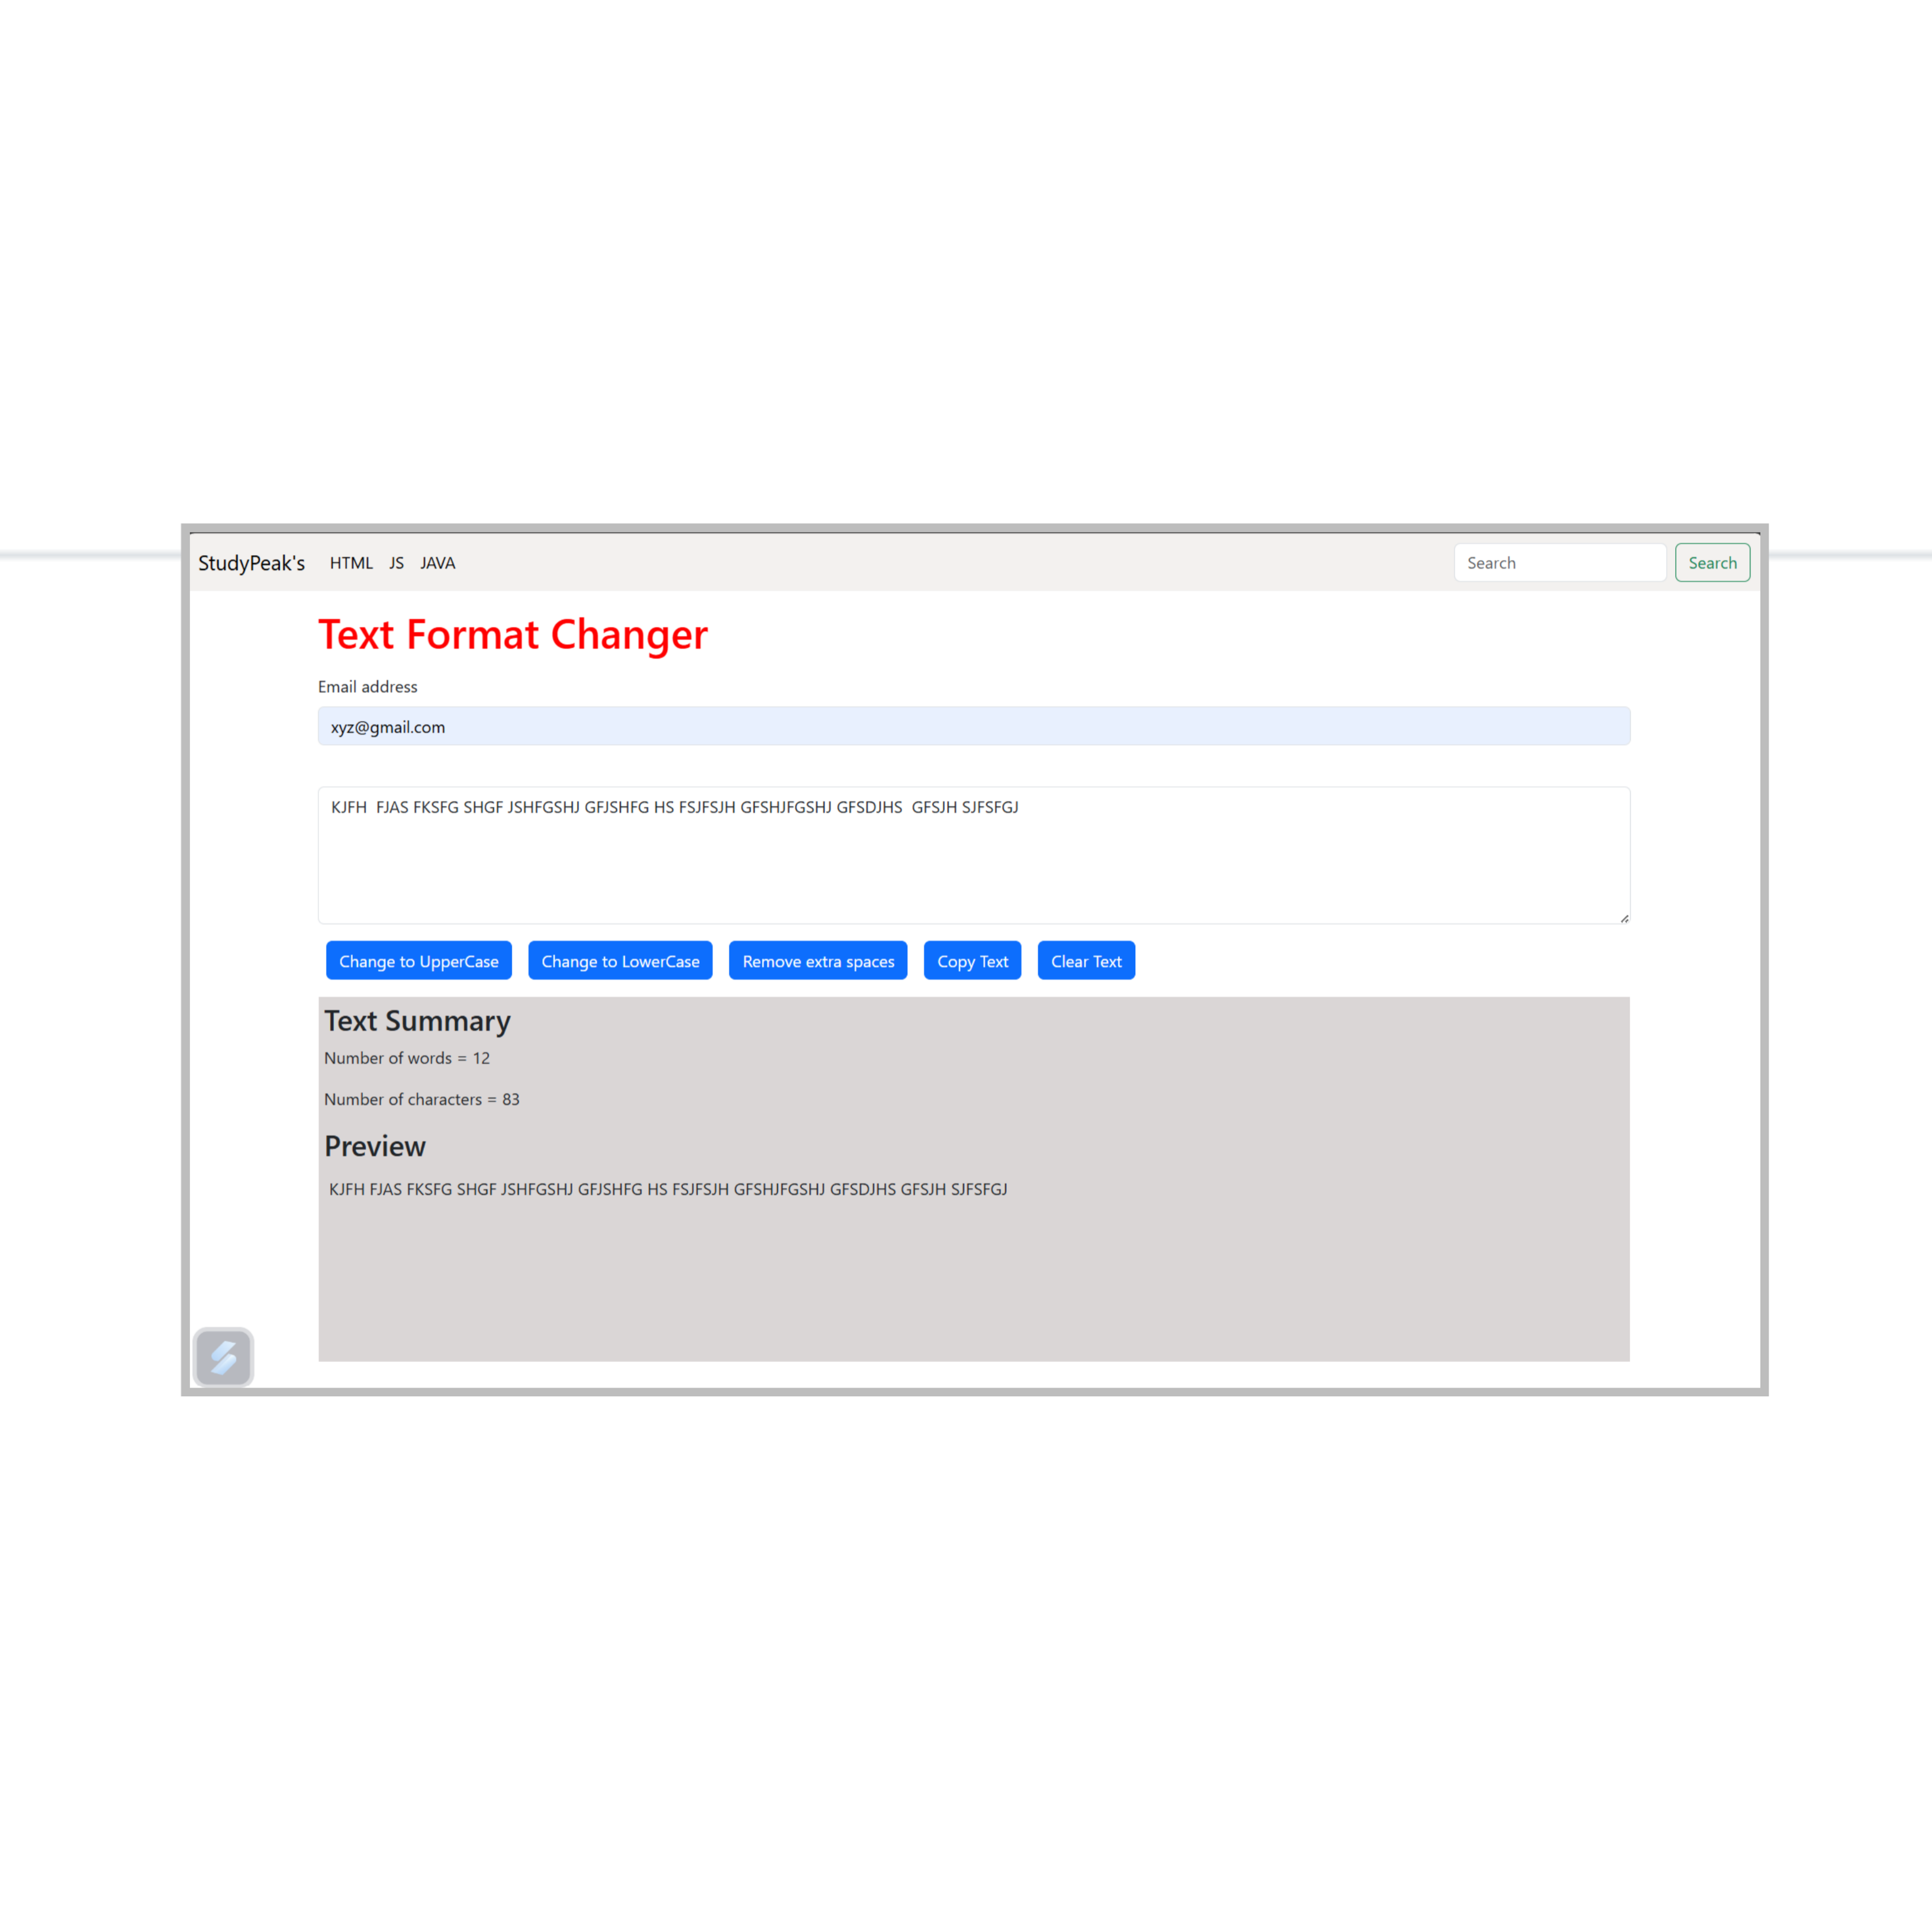 StudyPeak's HTML JS JAVA Search Search
Text Format Changer
Email address
xyz@gmail.com
KJFH  FJAS FKSFG SHGF JSHFGSHJ GFJSHFG HS FSJFSJH GFSHJFGSHJ GFSDJHS  GFSJH SJFSFGJ
Change to UpperCase Change to LowerCase Remove extra spaces Copy Text Clear Text
Text Summary
Number of words = 12
Number of characters = 83
Preview
KJFH FJAS FKSFG SHGF JSHFGSHJ GFJSHFG HS FSJFSJH GFSHJFGSHJ GFSDJHS GFSJH SJFSFGJ